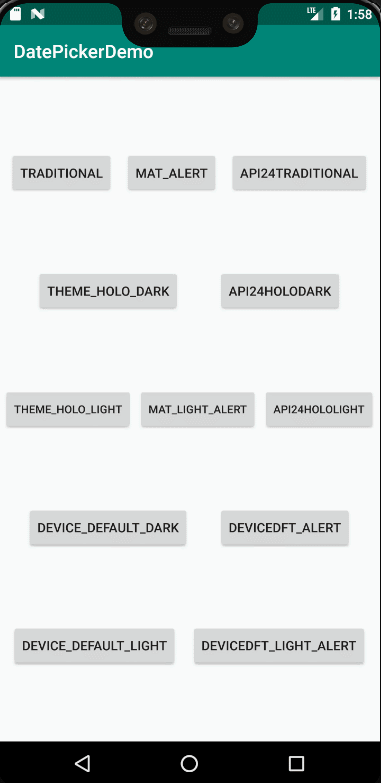 LTE 1:58
DatePickerDemo
TRADITIONAL MAT_ALERT API24TRADITIONAL
THEME_HOLO_DARK API24HOLODARK
THEME_HOLO_LIGHT MAT_LIGHT_ALERT API24HOLOLIGHT
DEVICE_DEFAULT_DARK DEVICEDFT_ALERT
DEVICE_DEFAULT_LIGHT DEVICEDFT_LIGHT_ALERT